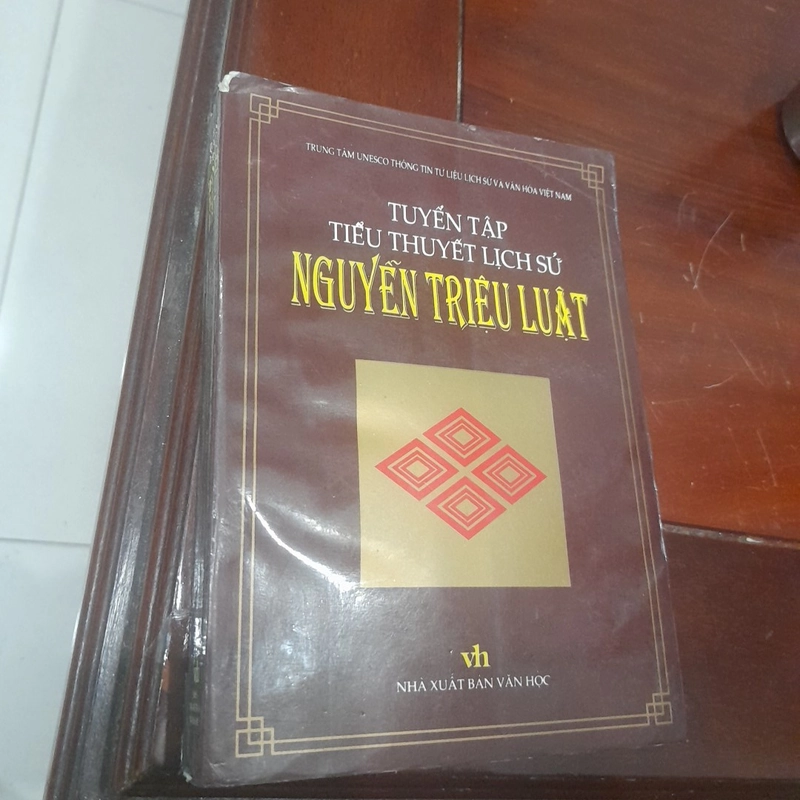 TRUNG TÂM UNESCO THÔNG TIN TƯ LIỆU LỊCH SỬ VÀ VĂN HÓA VIỆT NAM
TUYỂN TẬP
TIỂU THUYẾT LỊCH SỬ
NGUYỄN TRIỆU LUẬT
vh
NHÀ XUẤT BẢN VĂN HỌC